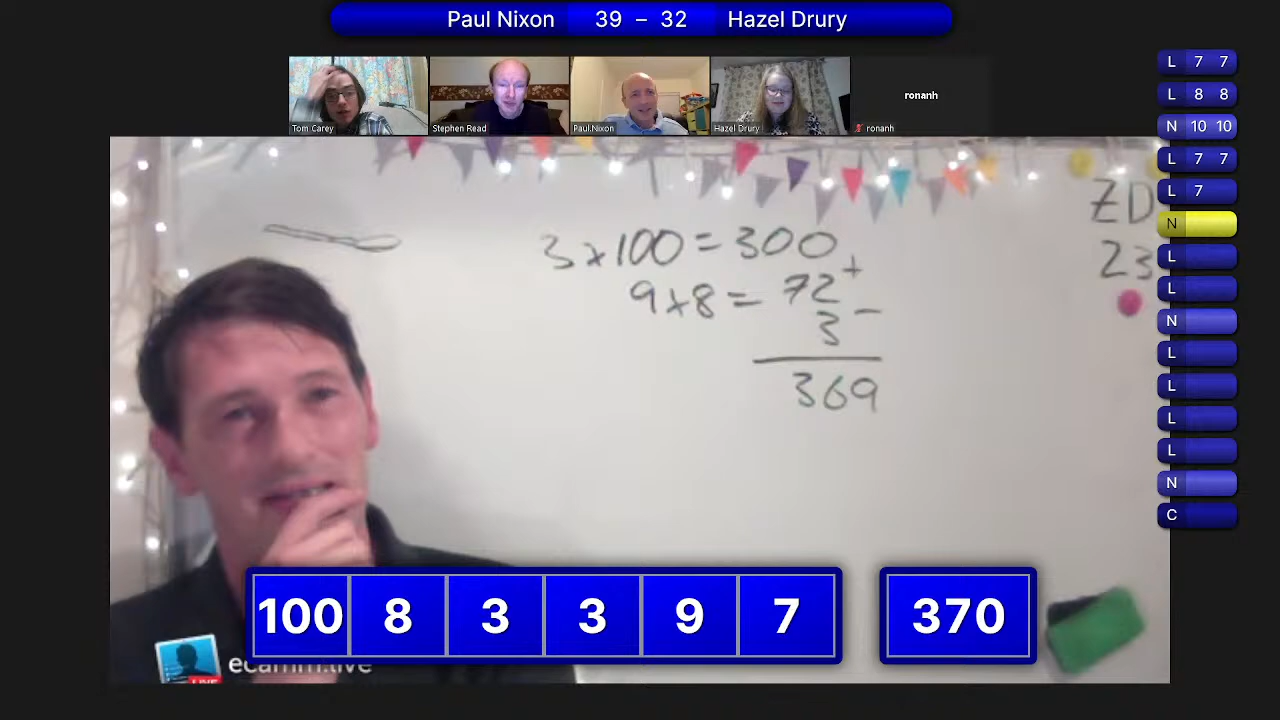 Paul Nixon 39 – 32 Hazel Drury
Tom Carey
Stephen Read
Paul.Nixon
Hazel Drury
ronanh
ronanh
L 7 7
L 8 8
N 10 10
L 7 7
L 7
N
L
L
N
L
L
L
L
N
C
3 x 100 = 300
+
9 x 8 = 72
3 –
369
ZD
23
100 8 3 3 9 7 370
ecamm.live
LIVE